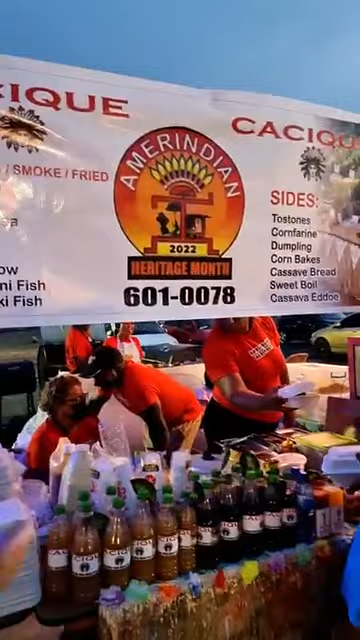 CIQUE
CACIQU
/ SMOKE / FRIED
AMERINDIAN
2022
HERITAGE MONTH
601-0078
SIDES:
Tostones
Cornfarine
Dumpling
Corn Bakes
Cassave Bread
Sweet Boil
Cassava Eddoe
ow
ni Fish
ki Fish